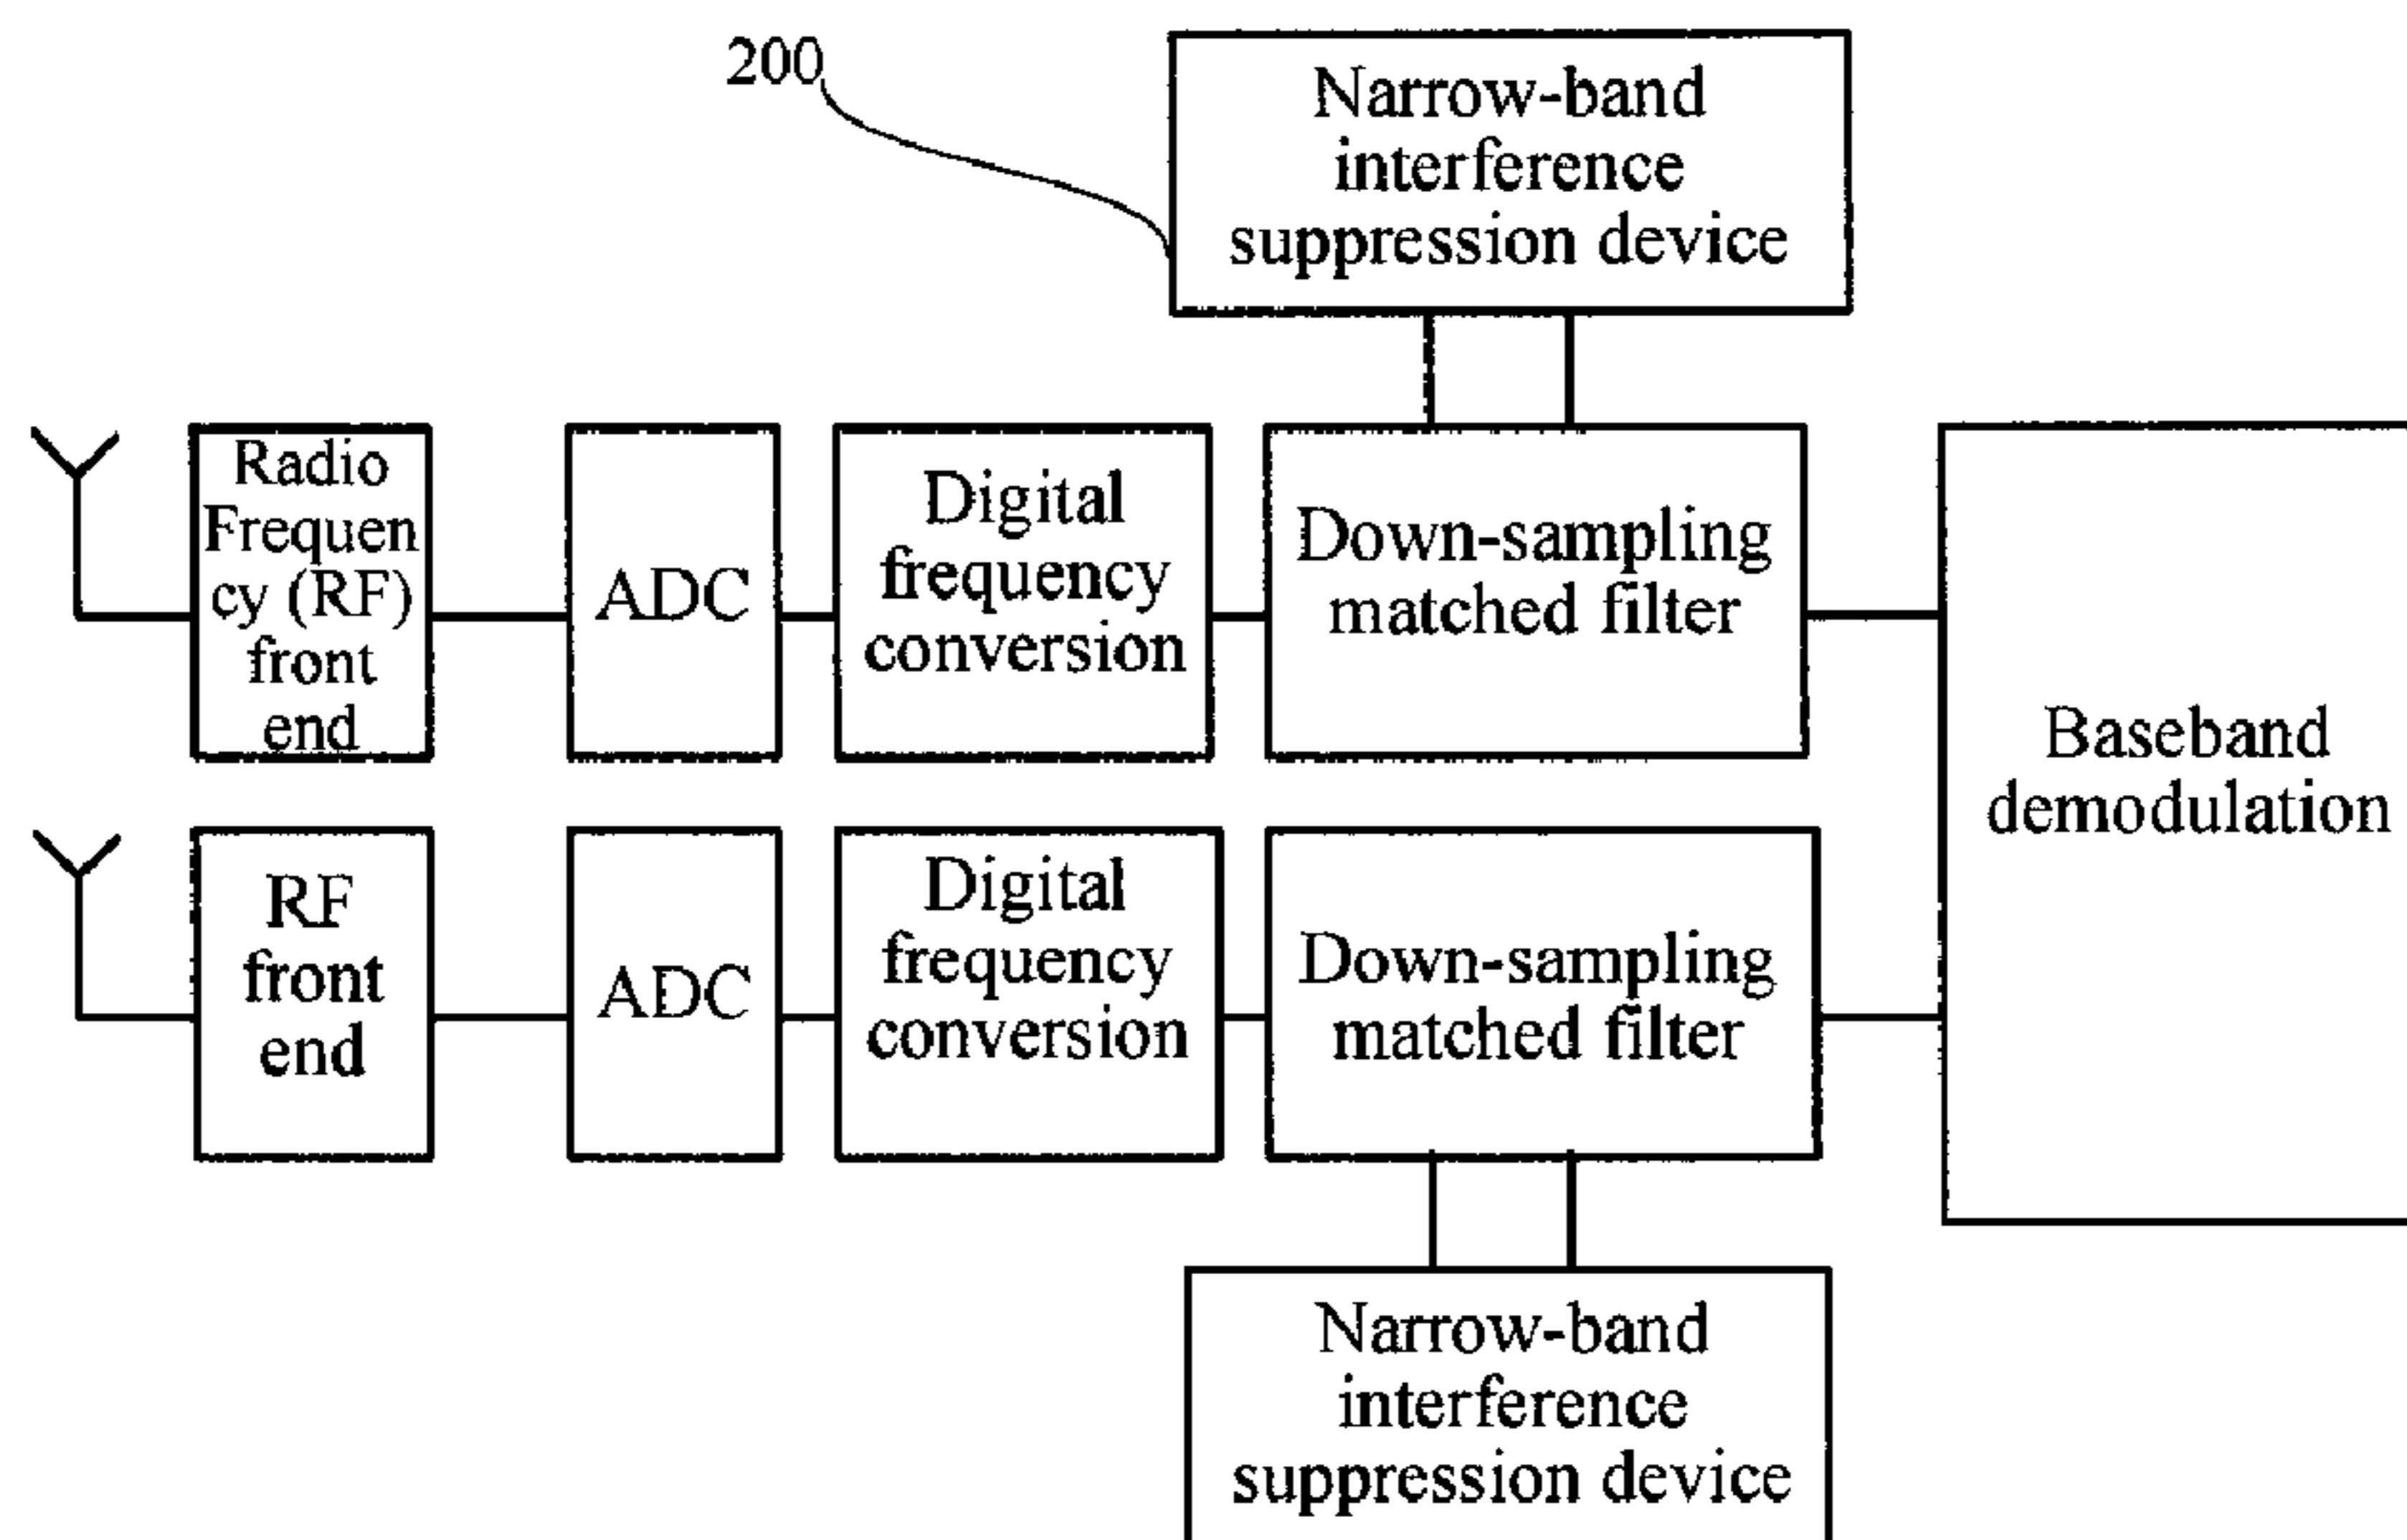 200
Narrow-band
interference
suppression device
Radio
Frequen
cy (RF)
front
end
ADC
Digital
frequency
conversion
Down-sampling
matched filter
Baseband
demodulation
RF
front
end
ADC
Digital
frequency
conversion
Down-sampling
matched filter
Narrow-band
interference
suppression device